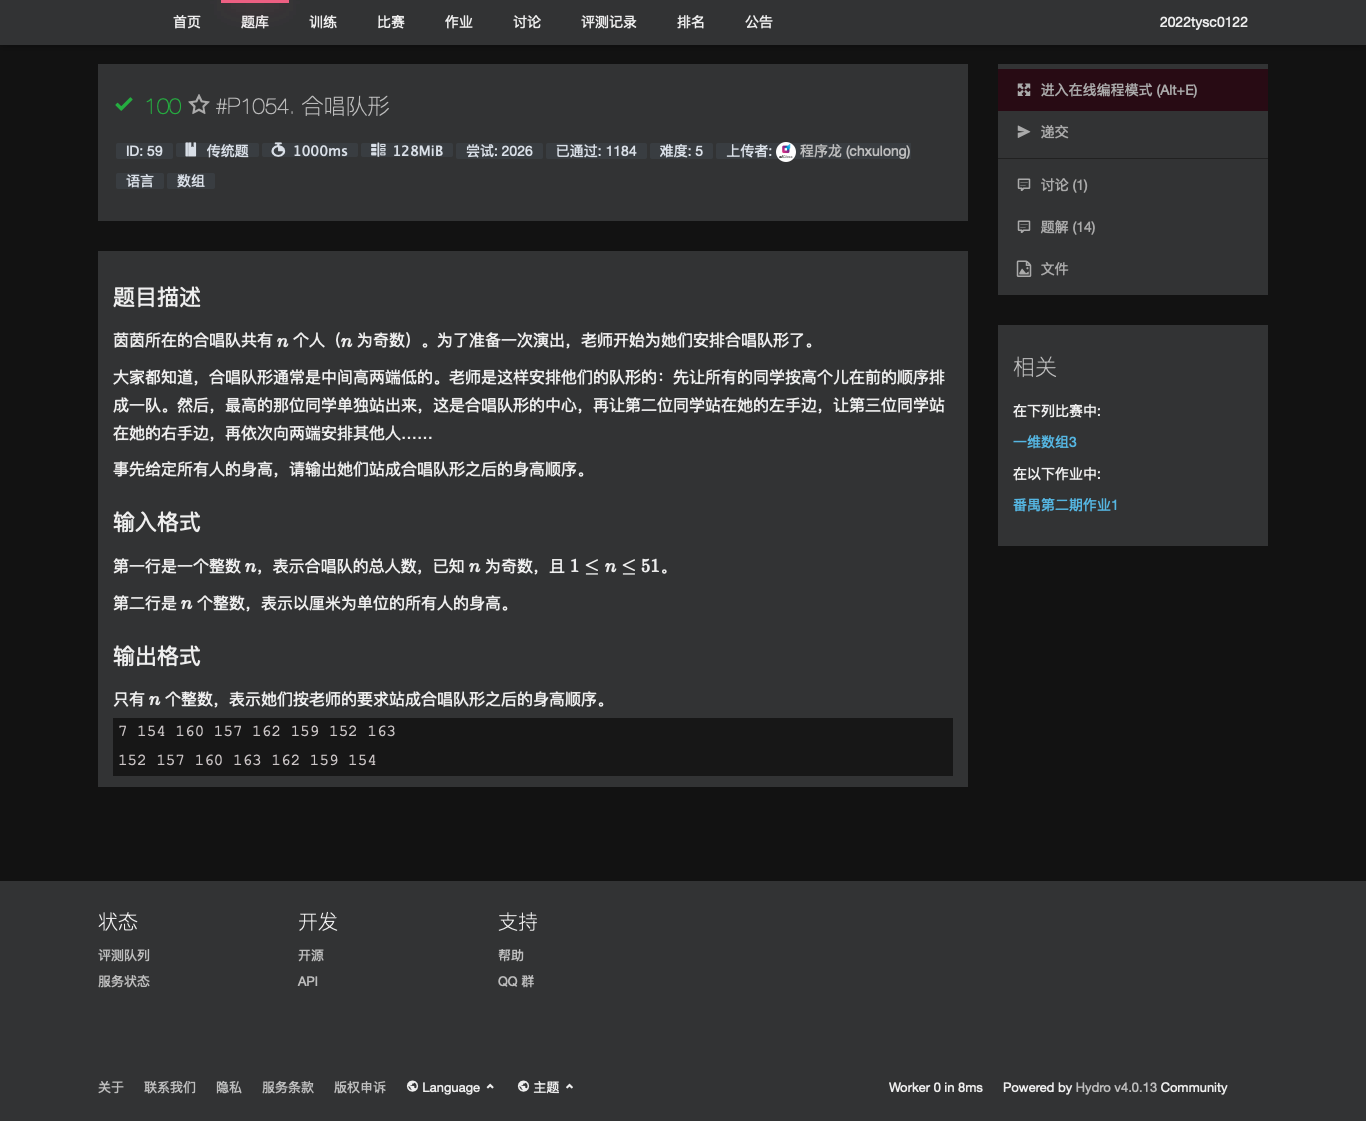 首页 题库 训练 比赛 作业 讨论 评测记录 排名 公告 2022tysc0122
100 #P1054. 合唱队形
ID: 59 传统题 1000ms 128MiB 尝试: 2026 已通过: 1184 难度: 5 上传者: 程序龙 (chxulong)
语言 数组
题目描述
茵茵所在的合唱队共有 n 个人（n 为奇数）。为了准备一次演出，老师开始为她们安排合唱队形了。
大家都知道，合唱队形通常是中间高两端低的。老师是这样安排他们的队形的：先让所有的同学按高个儿在前的顺序排
成一队。然后，最高的那位同学单独站出来，这是合唱队形的中心，再让第二位同学站在她的左手边，让第三位同学站
在她的右手边，再依次向两端安排其他人……
事先给定所有人的身高，请输出她们站成合唱队形之后的身高顺序。
输入格式
第一行是一个整数 n，表示合唱队的总人数，已知 n 为奇数，且 1 ≤ n ≤ 51。
第二行是 n 个整数，表示以厘米为单位的所有人的身高。
输出格式
只有 n 个整数，表示她们按老师的要求站成合唱队形之后的身高顺序。
7 154 160 157 162 159 152 163
152 157 160 163 162 159 154
进入在线编程模式 (Alt+E)
递交
讨论 (1)
题解 (14)
文件
相关
在下列比赛中:
一维数组3
在以下作业中:
番禺第二期作业1
状态
评测队列
服务状态
开发
开源
API
支持
帮助
QQ 群
关于 联系我们 隐私 服务条款 版权申诉 Language 主题 Worker 0 in 8ms Powered by Hydro v4.0.13 Community